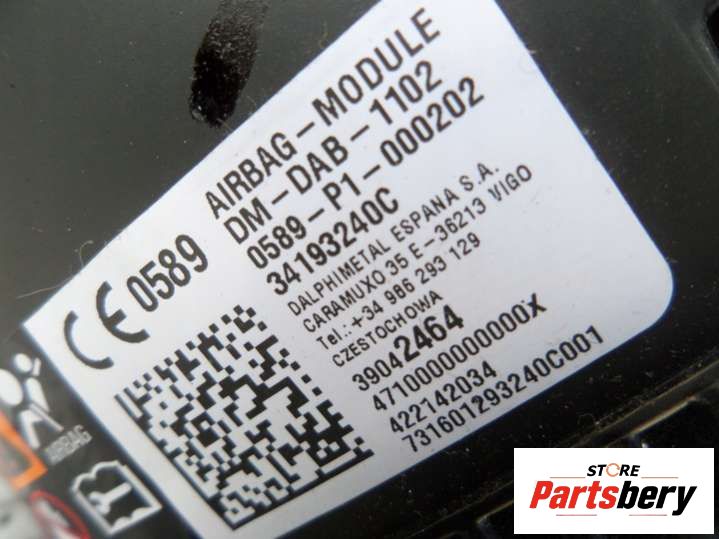 CE 0589
AIRBAG-MODULE
DM-DAB-1102
0589-P1-000202
34193240C
DALPHIMETAL ESPANA S.A.
CARAMUXO 35 E-36213 VIGO
Tel.: +34 986 293 129
CZESTOCHOWA
39042464
4710000000000X
422142034
731601293240C001
AIRBAG
STORE
Partsbery